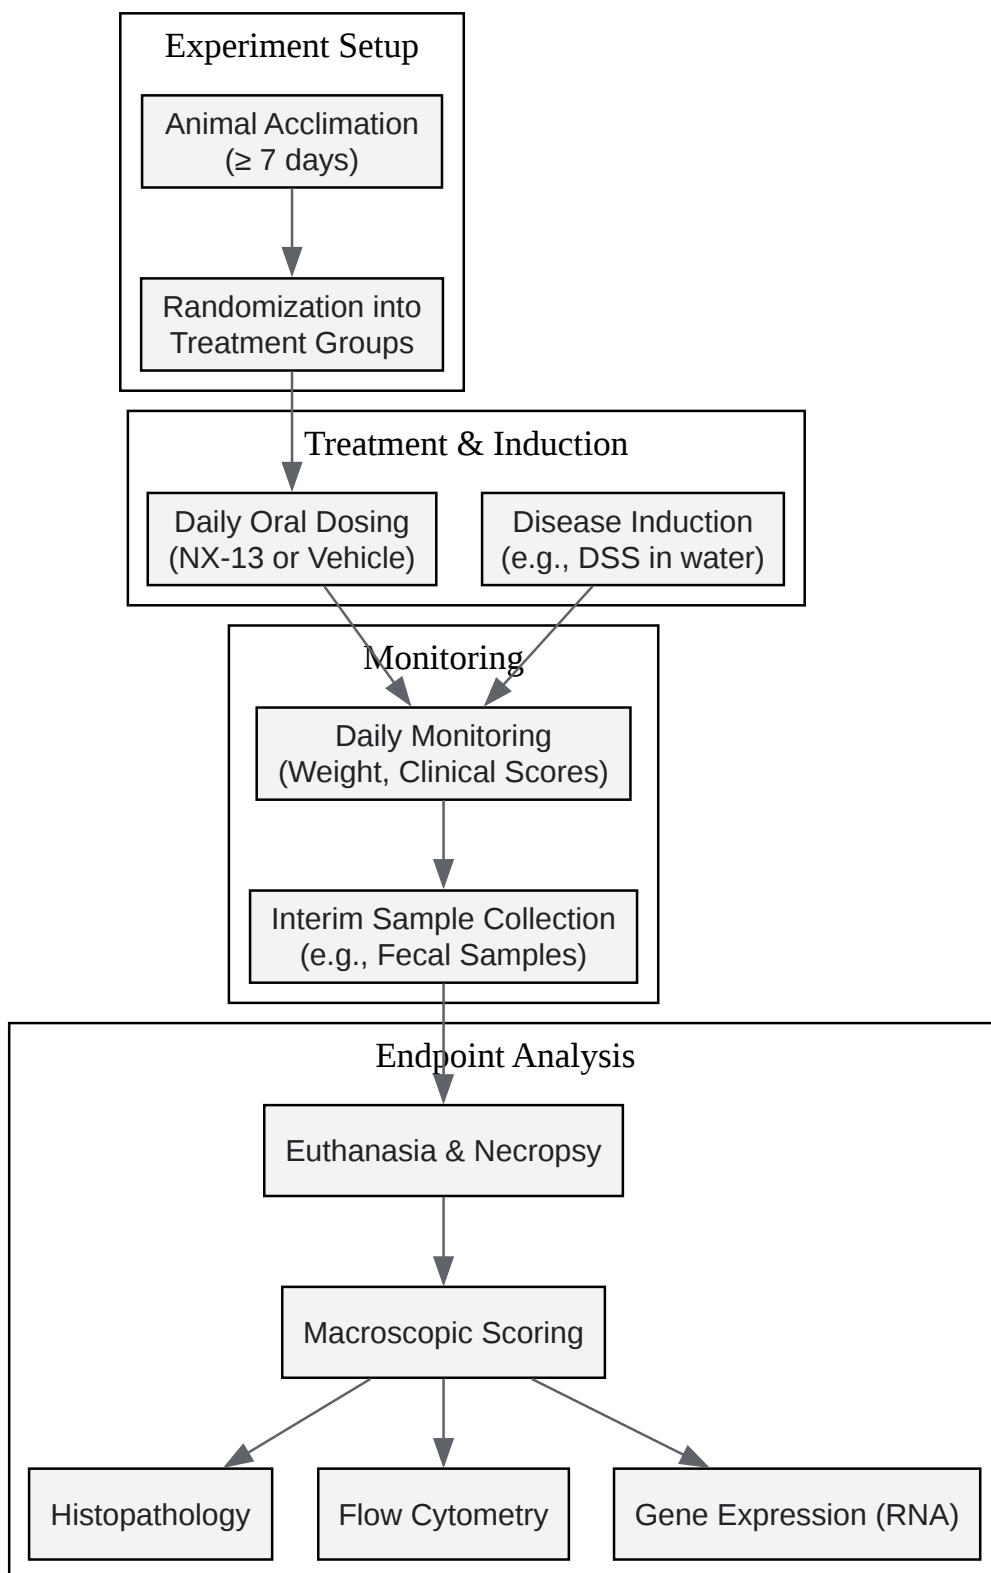 Experiment Setup
Animal Acclimation
(≥ 7 days)
Randomization into
Treatment Groups
Treatment & Induction
Daily Oral Dosing
(NX-13 or Vehicle)
Disease Induction
(e.g., DSS in water)
Monitoring
Daily Monitoring
(Weight, Clinical Scores)
Interim Sample Collection
(e.g., Fecal Samples)
Endpoint Analysis
Euthanasia & Necropsy
Macroscopic Scoring
Histopathology
Flow Cytometry
Gene Expression (RNA)